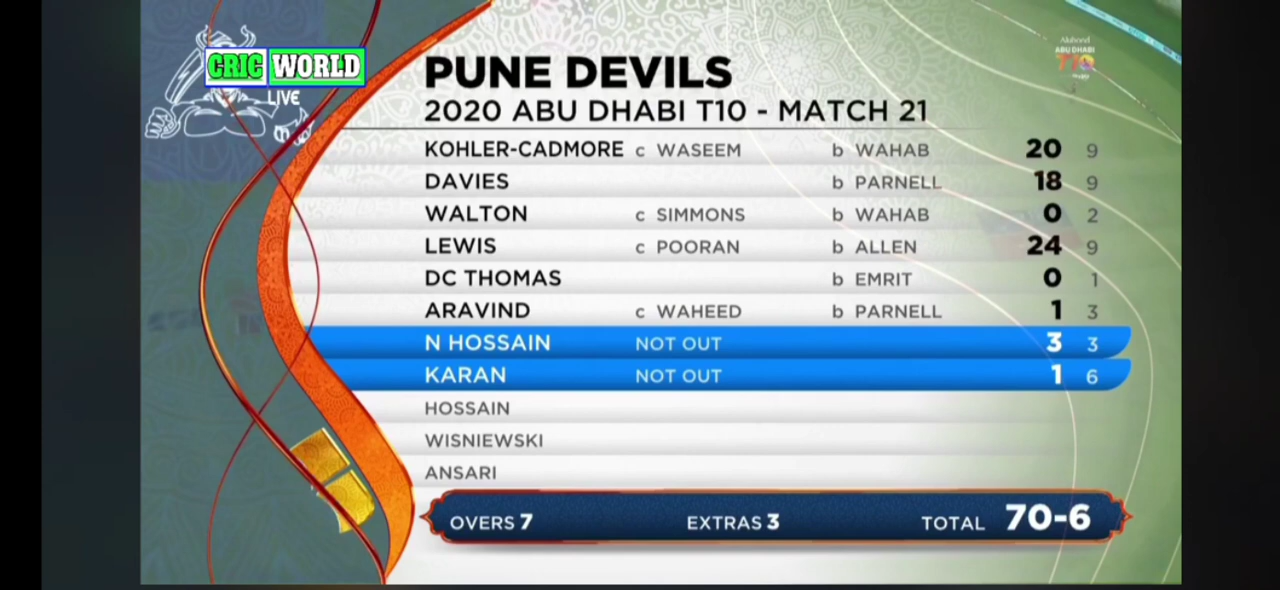 CRIC WORLD
LIVE
Alubond
ABU DHABI
T10
PUNE DEVILS
2020 ABU DHABI T10 - MATCH 21
KOHLER-CADMORE c WASEEM b WAHAB 20 9
DAVIES b PARNELL 18 9
WALTON c SIMMONS b WAHAB 0 2
LEWIS c POORAN b ALLEN 24 9
DC THOMAS b EMRIT 0 1
ARAVIND c WAHEED b PARNELL 1 3
N HOSSAIN NOT OUT 3 3
KARAN NOT OUT 1 6
HOSSAIN
WISNIEWSKI
ANSARI
OVERS 7 EXTRAS 3 TOTAL 70-6